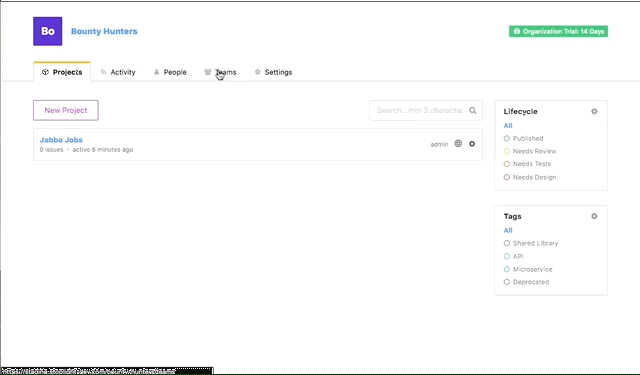 Bo Bounty Hunters
Organization Trial: 14 Days
Projects Activity People Teams Settings
New Project
Search...min 3 character
Jabba Jobs
0 issues • active 6 minutes ago
admin
Lifecycle
All
Published
Needs Review
Needs Tests
Needs Design
Tags
All
Shared Library
API
Microservice
Deprecated